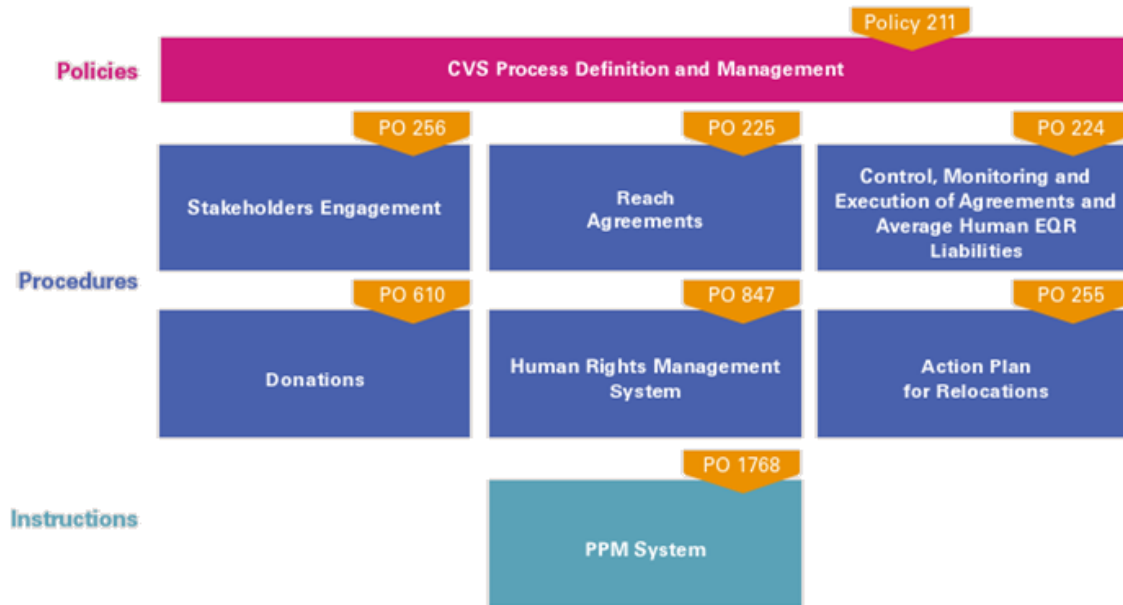 Policy 211
Policies
CVS Process Definition and Management
PO 256
PO 225
PO 224
Stakeholders Engagement
Reach
Agreements
Control, Monitoring and
Execution of Agreements and
Average Human EQR
Liabilities
Procedures
PO 610
PO 847
PO 255
Donations
Human Rights Management
System
Action Plan
for Relocations
PO 1768
Instructions
PPM System